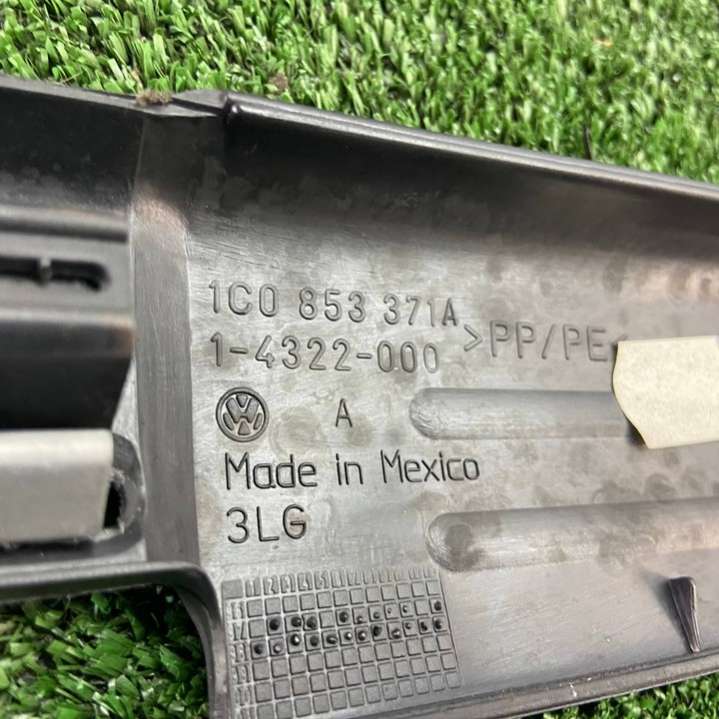 1C0 853 371A
1-4322-000 >PP/PE<
A
Made in Mexico
3LG